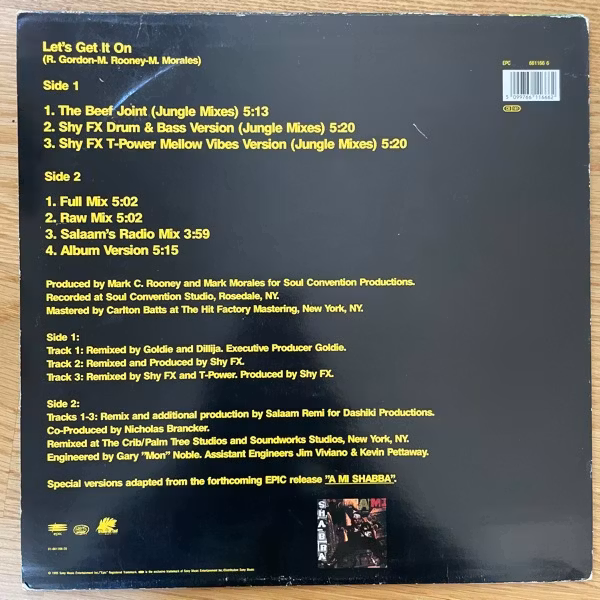 Let's Get It On
(R. Gordon-M. Rooney-M. Morales)
EPC 661166 6
Side 1
1. The Beef Joint (Jungle Mixes) 5:13
2. Shy FX Drum & Bass Version (Jungle Mixes) 5:20
3. Shy FX T-Power Mellow Vibes Version (Jungle Mixes) 5:20
Side 2
1. Full Mix 5:02
2. Raw Mix 5:02
3. Salaam's Radio Mix 3:59
4. Album Version 5:15
Produced by Mark C. Rooney and Mark Morales for Soul Convention Productions.
Recorded at Soul Convention Studio, Rosedale, NY.
Mastered by Carlton Batts at The Hit Factory Mastering, New York, NY.
Side 1:
Track 1: Remixed by Goldie and Dillija. Executive Producer Goldie.
Track 2: Remixed and Produced by Shy FX.
Track 3: Remixed by Shy FX and T-Power. Produced by Shy FX.
Side 2:
Tracks 1-3: Remix and additional production by Salaam Remi for Dashiki Productions.
Co-Produced by Nicholas Brancker.
Remixed at The Crib/Palm Tree Studios and Soundworks Studios, New York, NY.
Engineered by Gary "Mon" Noble. Assistant Engineers Jim Viviano & Kevin Pettaway.
Special versions adapted from the forthcoming EPIC release "A MI SHABBA".
A MI
SHABBA
epic